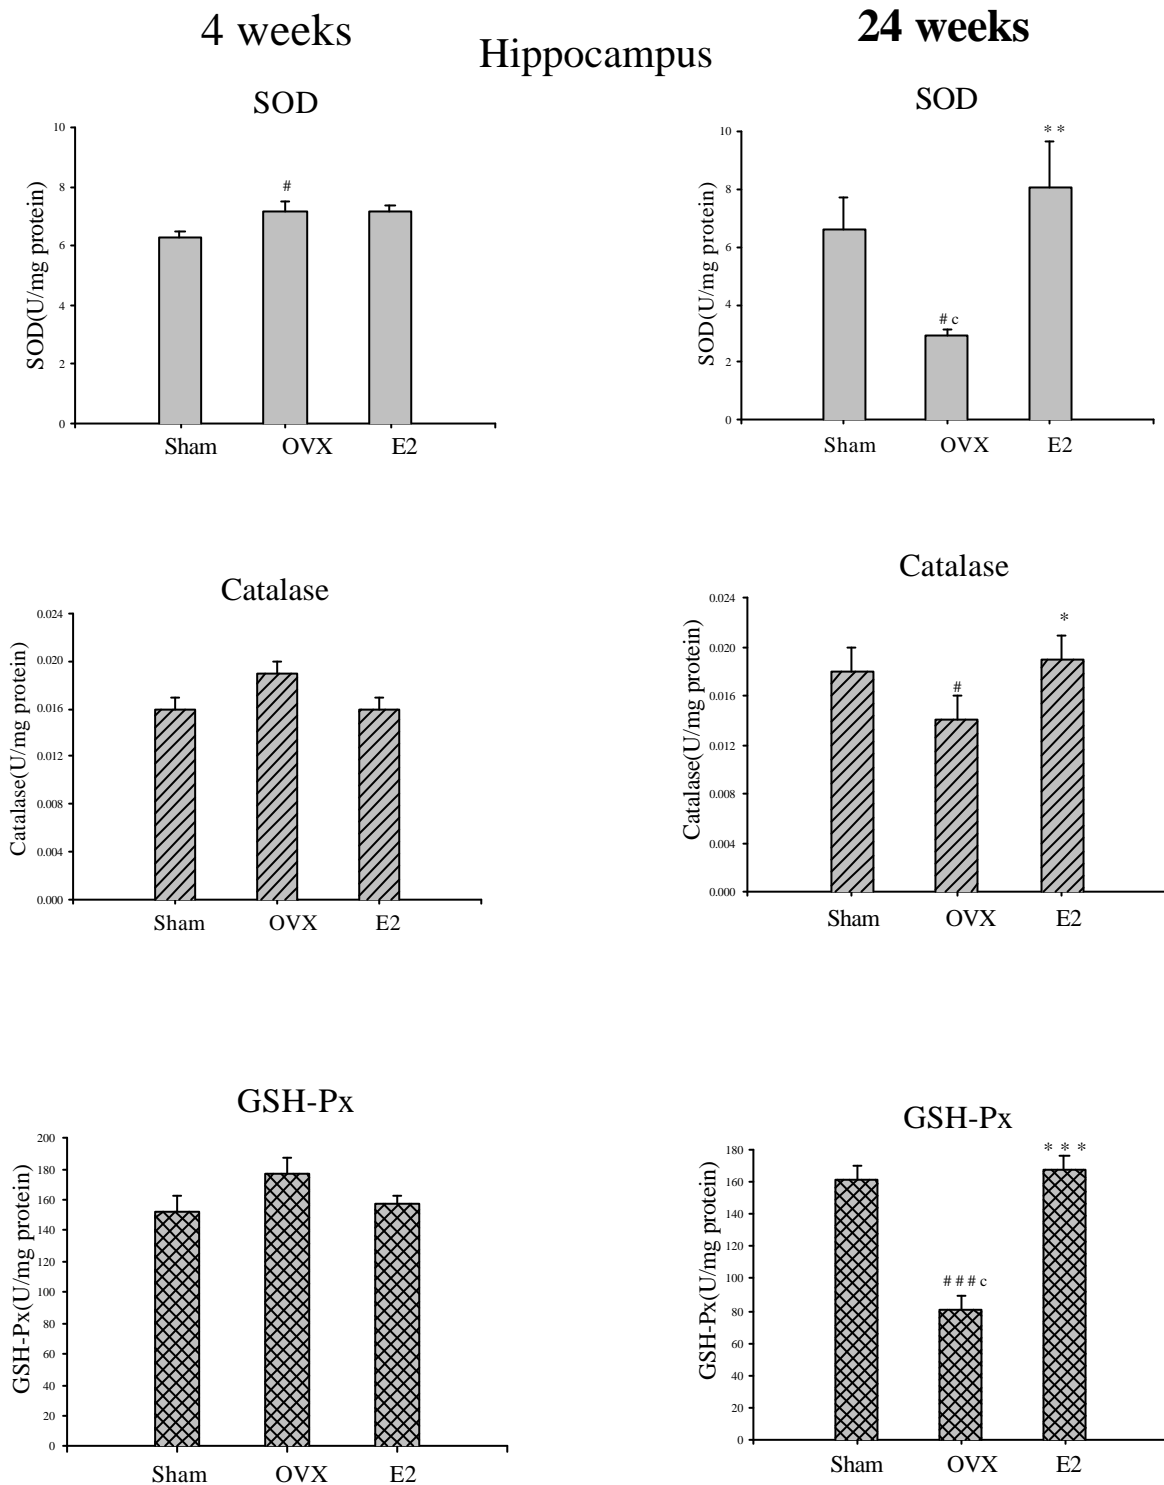 4 weeks
Hippocampus
24 weeks
SOD
SOD(U/mg protein)
10
8
6
4
2
0
#
Sham OVX E2
SOD
SOD(U/mg protein)
10
8
6
4
2
0
# c
* *
Sham OVX E2
Catalase
Catalase(U/mg protein)
0.024
0.020
0.016
0.012
0.008
0.004
0.000
Sham OVX E2
Catalase
Catalase(U/mg protein)
0.024
0.020
0.016
0.012
0.008
0.004
0.000
#
*
Sham OVX E2
GSH-Px
GSH-Px(U/mg protein)
200
180
160
140
120
100
80
60
40
20
0
Sham OVX E2
GSH-Px
GSH-Px(U/mg protein)
180
160
140
120
100
80
60
40
20
0
# # # c
* * *
Sham OVX E2